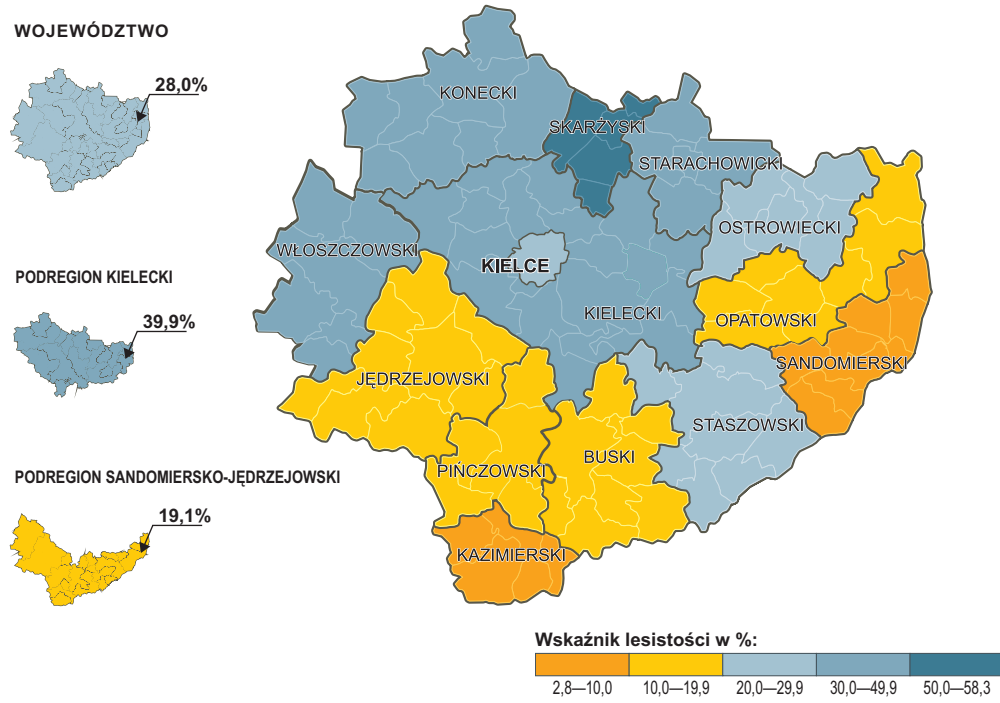 WOJEWÓDZTWO
28,0%
PODREGION KIELECKI
39,9%
PODREGION SANDOMIERSKO-JĘDRZEJOWSKI
19,1%
KONECKI
SKARŻYSKI
STARACHOWICKI
OSTROWIECKI
WŁOSZCZOWSKI
KIELCE
KIELECKI
OPATOWSKI
SANDOMIERSKI
JĘDRZEJOWSKI
STASZOWSKI
PIŃCZOWSKI
BUSKI
KAZIMIERSKI
Wskaźnik lesistości w %:
2,8—10,0 10,0—19,9 20,0—29,9 30,0—49,9 50,0—58,3